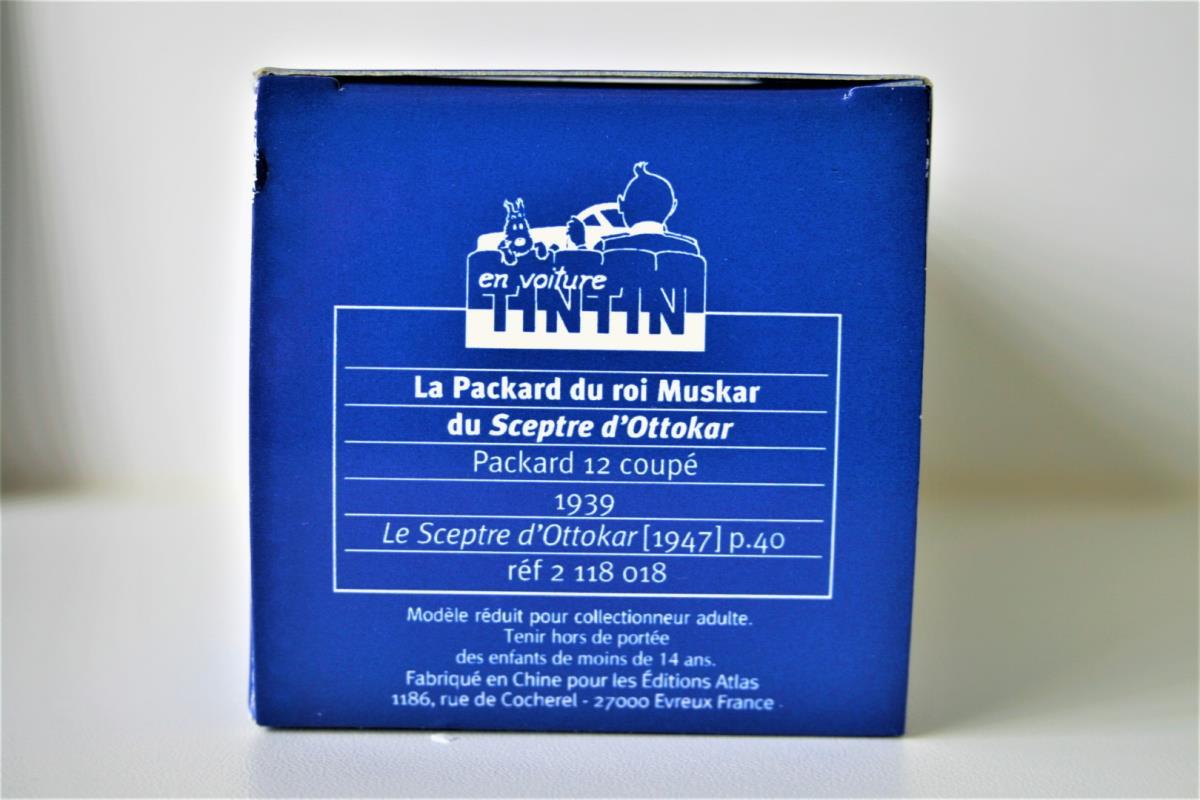 en voiture
TINTIN
La Packard du roi Muskar
du Sceptre d'Ottokar
Packard 12 coupé
1939
Le Sceptre d'Ottokar [1947] p.40
réf 2 118 018
Modèle réduit pour collectionneur adulte.
Tenir hors de portée
des enfants de moins de 14 ans.
Fabriqué en Chine pour les Éditions Atlas
1186, rue de Cocherel - 27000 Evreux France